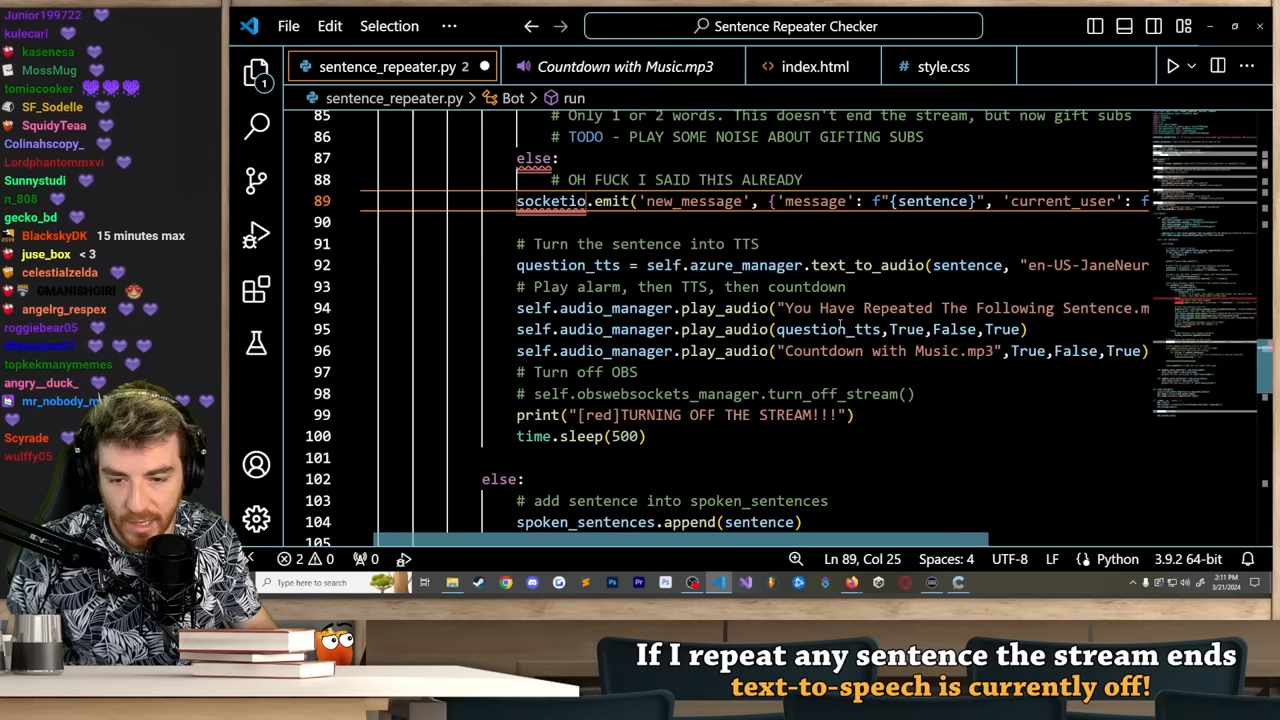 Junior199722
kulecarl
kasenesa
MossMug
tomiacooker
SF_Sodelle
SquidyTeaa
Colinahscopy_
Lordphantommxvi
Sunnystudi
n_808
gecko_bd
BlackskyDK 15 minutes max
juse_box < 3
celestialzelda
GMANISHGIRI
angelrg_respex
roggiebear05
topkekmanymemes
angry__duck_
mr_nobody_m
Scyrade
wulffy05
File Edit Selection ···
Sentence Repeater Checker
sentence_repeater.py 2
Countdown with Music.mp3
index.html
style.css
sentence_repeater.py > Bot > run
85 # Only 1 or 2 words. This doesn't end the stream, but now gift subs
86 # TODO - PLAY SOME NOISE ABOUT GIFTING SUBS
87 else:
88 # OH FUCK I SAID THIS ALREADY
89 socketio.emit('new_message', {'message': f"{sentence}", 'current_user': f
90
91 # Turn the sentence into TTS
92 question_tts = self.azure_manager.text_to_audio(sentence, "en-US-JaneNeur
93 # Play alarm, then TTS, then countdown
94 self.audio_manager.play_audio("You Have Repeated the Following Sentence.m
95 self.audio_manager.play_audio(question_tts,True,False,True)
96 self.audio_manager.play_audio("Countdown with Music.mp3",True,False,True)
97 # Turn off OBS
98 # self.obswebsockets_manager.turn_off_stream()
99 print("[red]TURNING OFF THE STREAM!!!")
100 time.sleep(500)
101
102 else:
103 # add sentence into spoken_sentences
104 spoken_sentences.append(sentence)
105
2 0 0 Ln 89, Col 25 Spaces: 4 UTF-8 LF Python 3.9.2 64-bit
Type here to search
2:11 PM
3/21/2024
If I repeat any sentence the stream ends
text-to-speech is currently off!